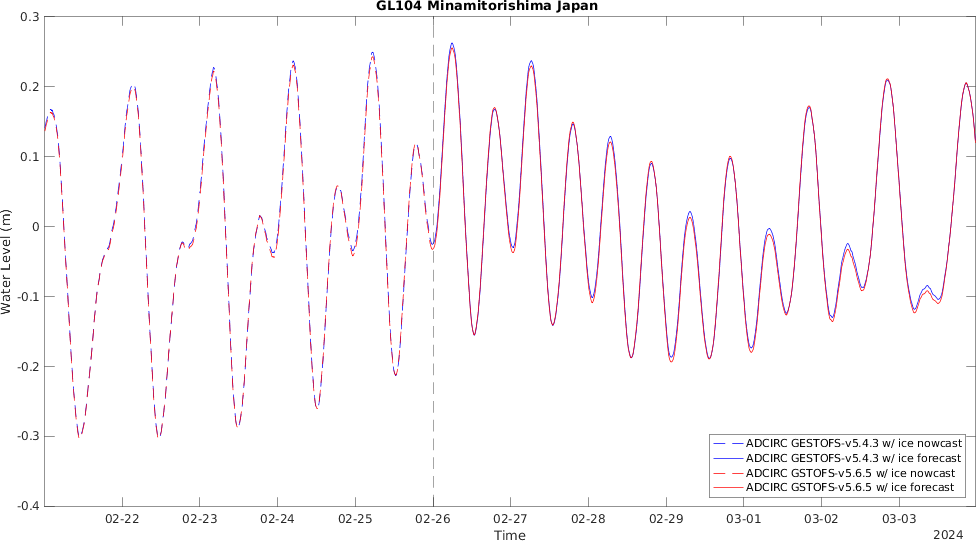 GL104 Minamitorishima Japan
0.3
0.2
0.1
0
-0.1
-0.2
-0.3
-0.4
Water Level (m)
02-22
02-23
02-24
02-25
02-26
02-27
02-28
02-29
03-01
03-02
03-03
Time
2024
ADCIRC GESTOFS-v5.4.3 w/ ice nowcast
ADCIRC GESTOFS-v5.4.3 w/ ice forecast
ADCIRC GSTOFS-v5.6.5 w/ ice nowcast
ADCIRC GSTOFS-v5.6.5 w/ ice forecast